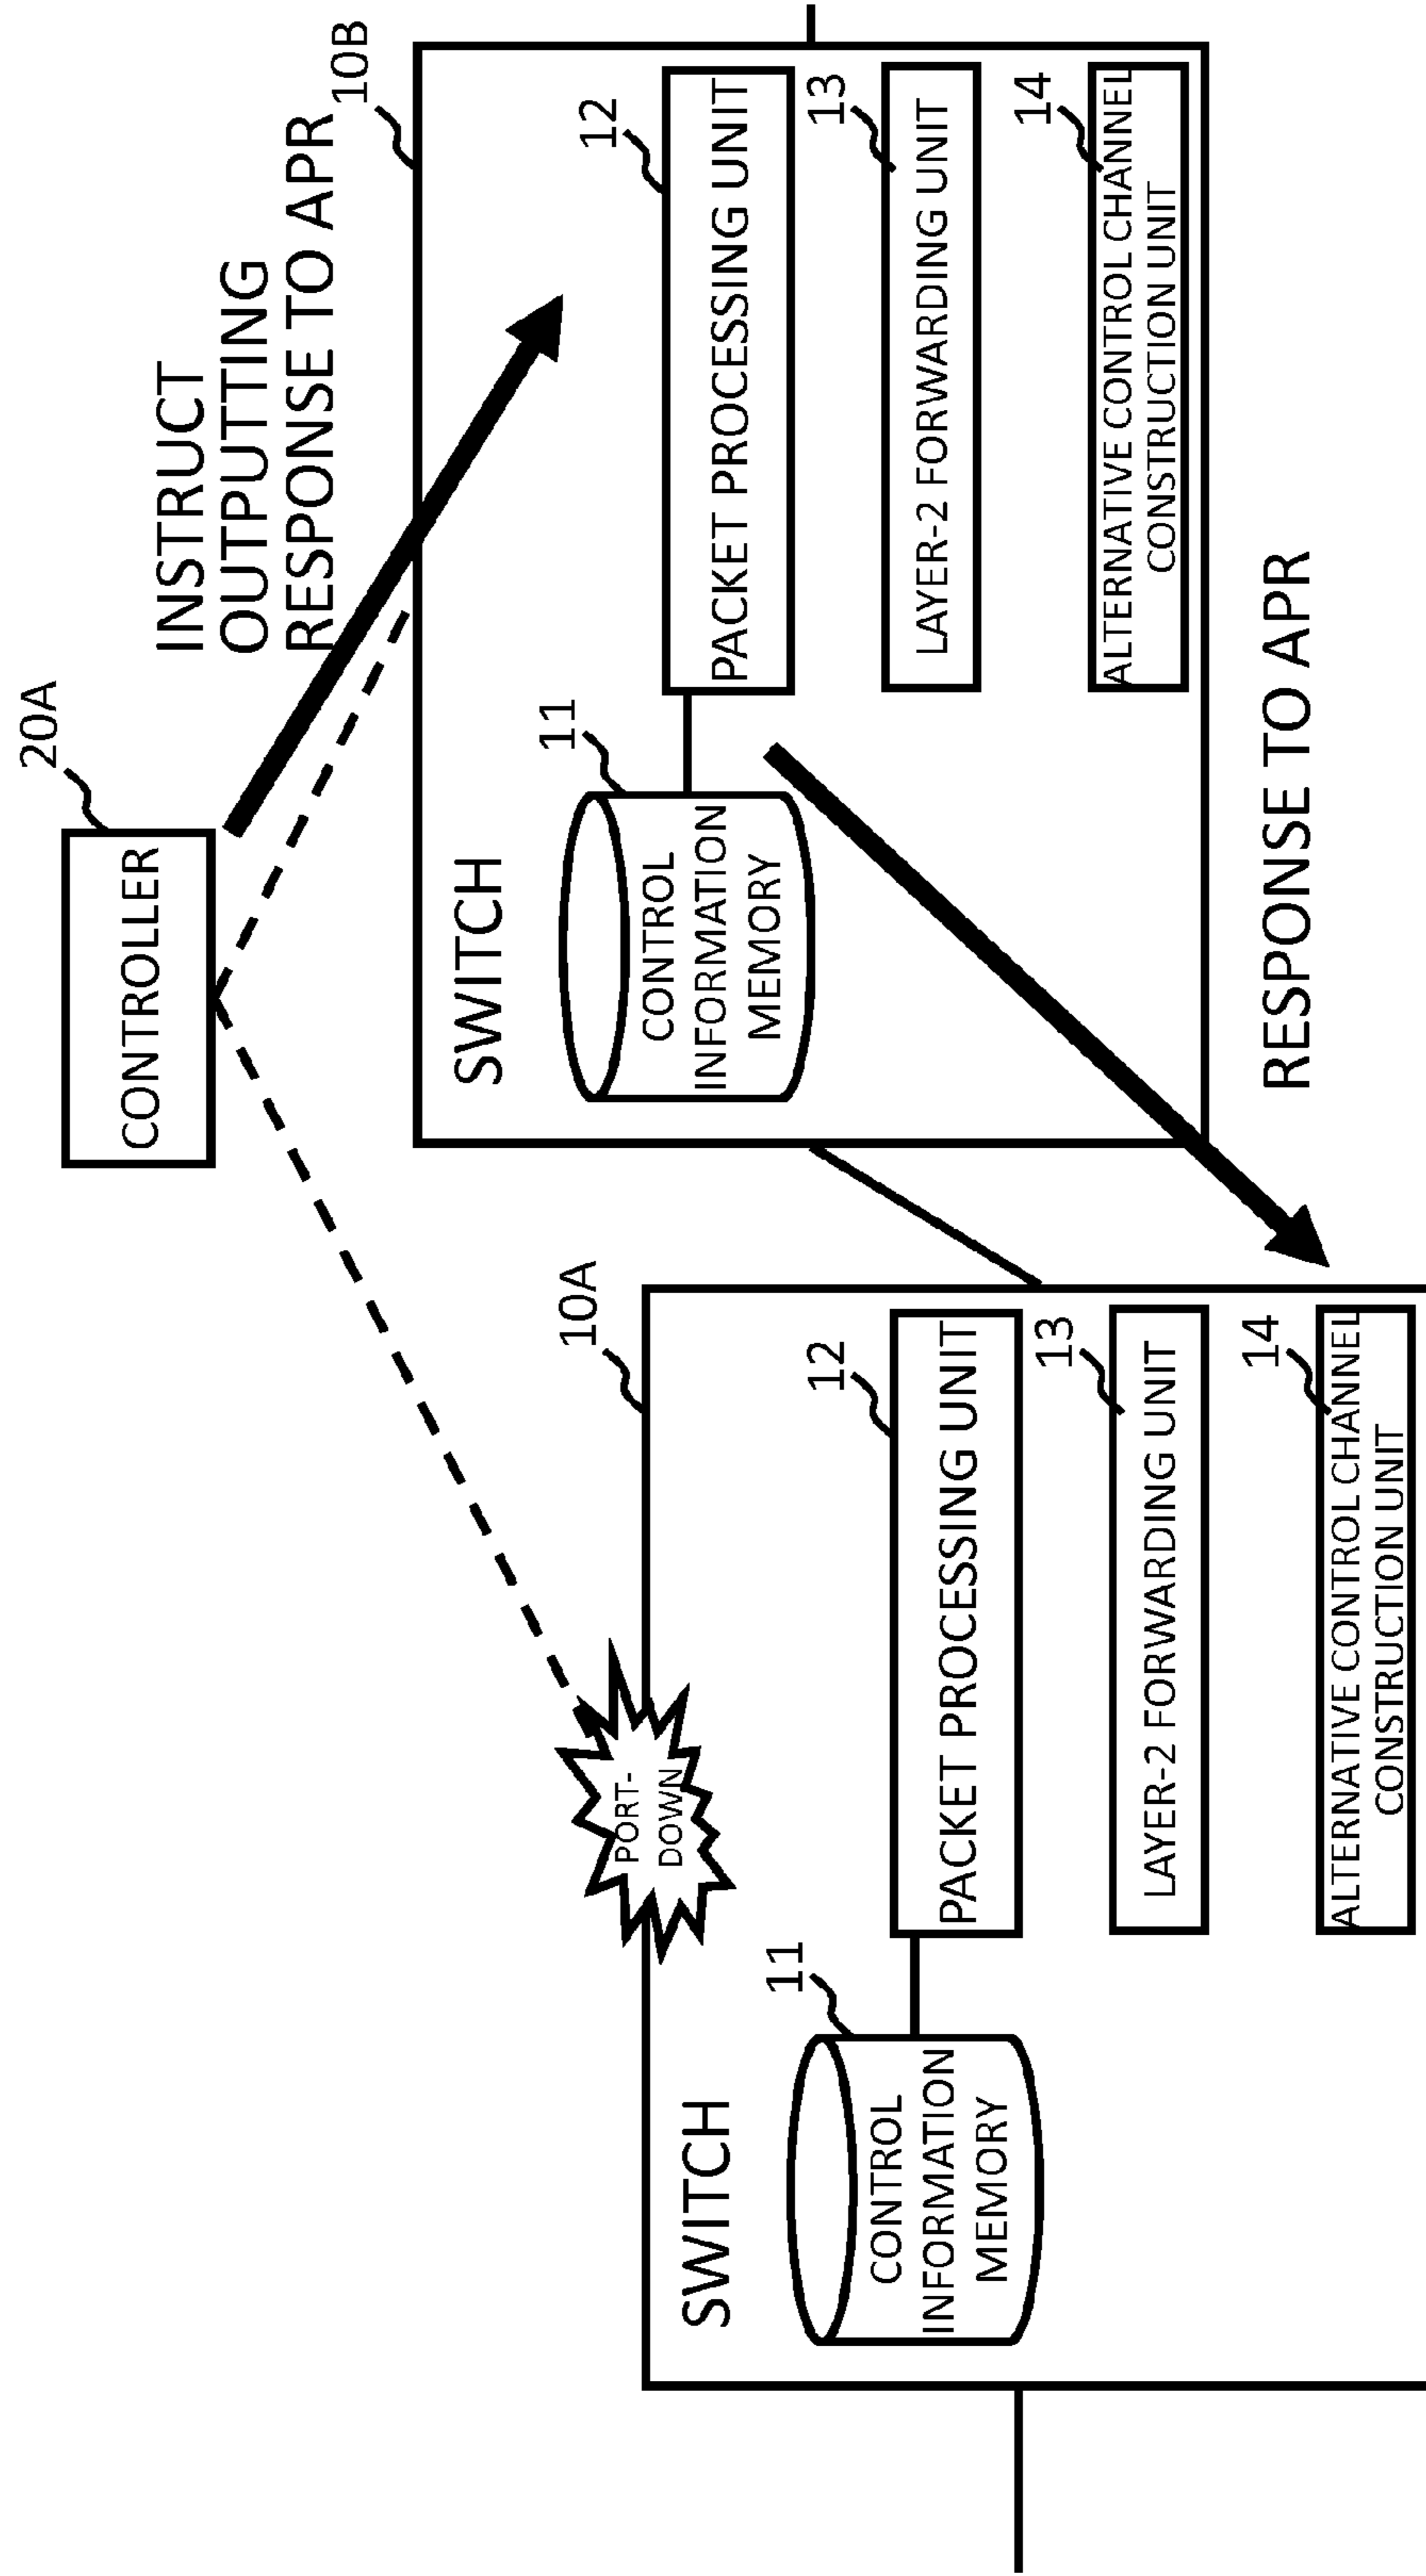 20A
CONTROLLER
INSTRUCT
OUTPUTTING
RESPONSE TO APR
10B
SWITCH
11
CONTROL
INFORMATION
MEMORY
12
PACKET PROCESSING UNIT
13
LAYER-2 FORWARDING UNIT
14
ALTERNATIVE CONTROL CHANNEL
CONSTRUCTION UNIT
RESPONSE TO APR
10A
PORT-
DOWN
SWITCH
11
CONTROL
INFORMATION
MEMORY
12
PACKET PROCESSING UNIT
13
LAYER-2 FORWARDING UNIT
14
ALTERNATIVE CONTROL CHANNEL
CONSTRUCTION UNIT